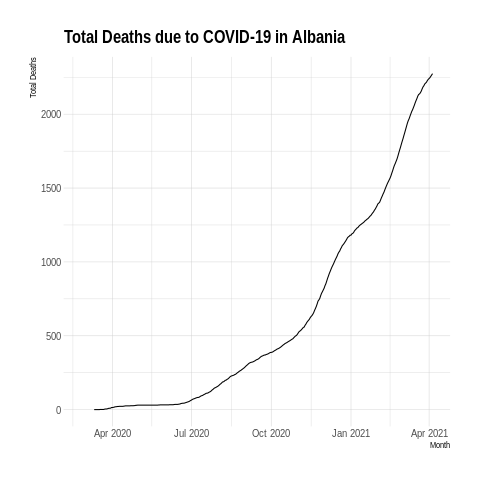 Total Deaths due to COVID-19 in Albania
Total Deaths
2000
1500
1000
500
0
Apr 2020 Jul 2020 Oct 2020 Jan 2021 Apr 2021
Month